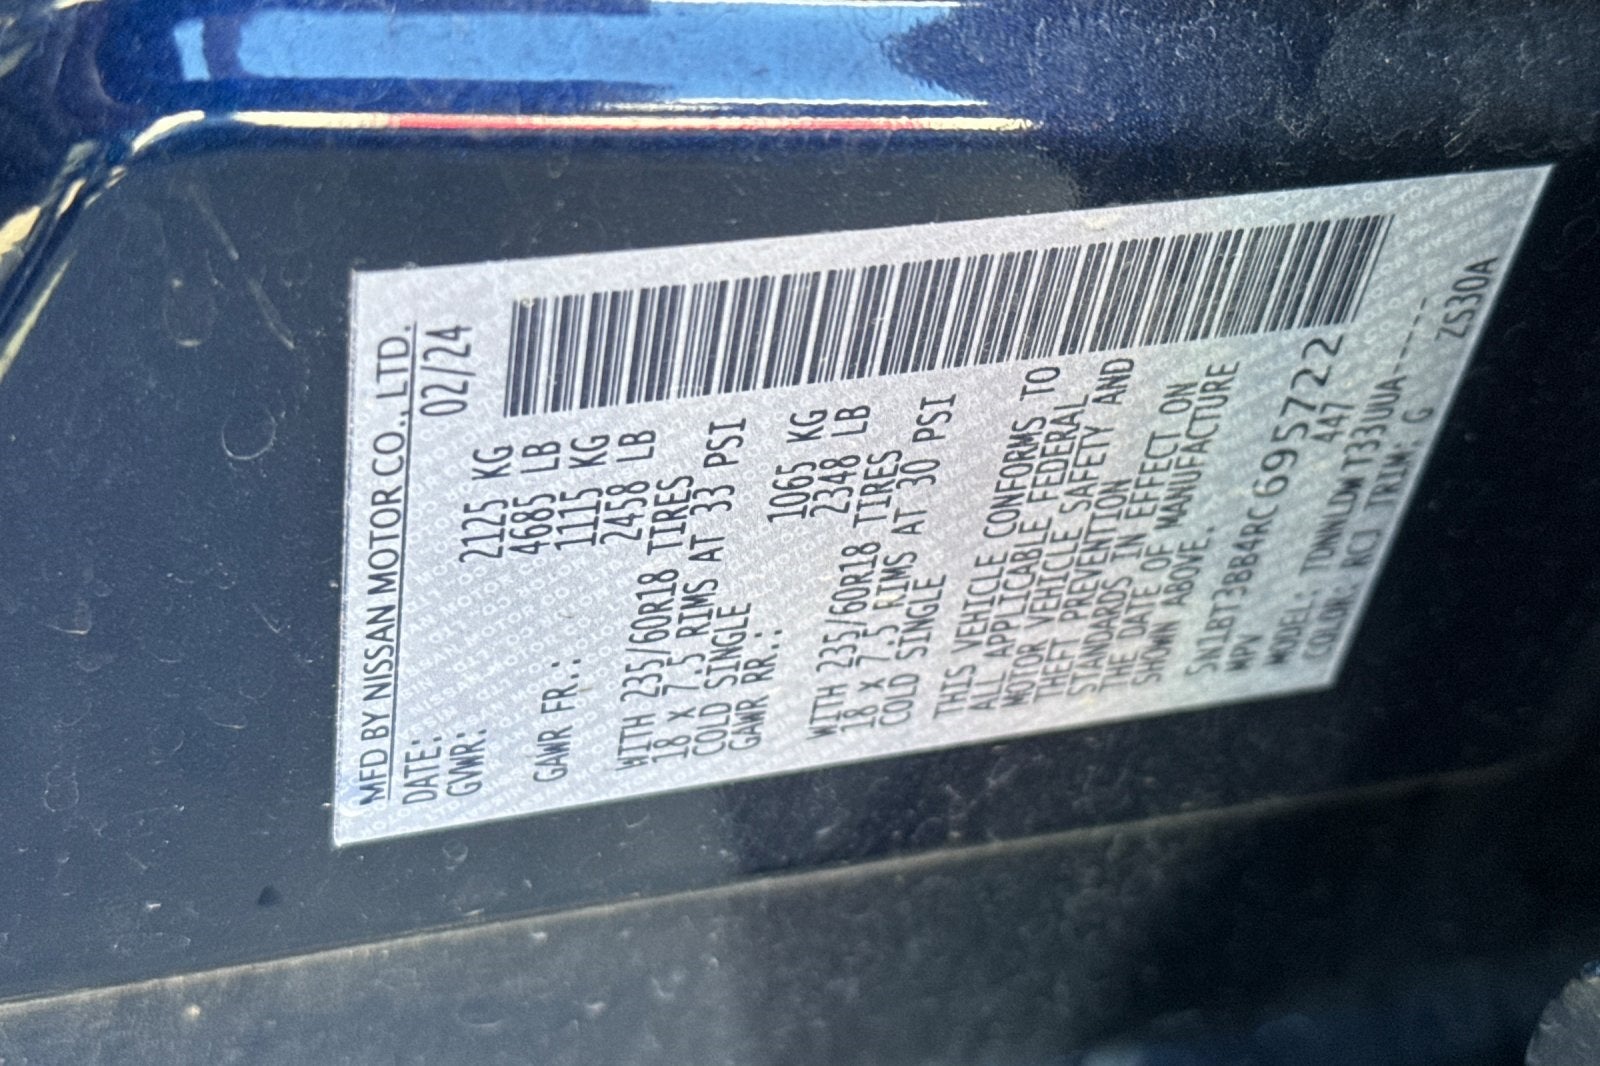 MFD BY NISSAN MOTOR CO., LTD.
DATE: 02/24
GVWR: 2125 KG
4685 LB
GAWR FR.: 1115 KG
2458 LB
WITH 235/60R18 TIRES
18 X 7.5 RIMS AT 33 PSI
COLD SINGLE
GAWR RR.: 1065 KG
2348 LB
WITH 235/60R18 TIRES
18 X 7.5 RIMS AT 30 PSI
COLD SINGLE
THIS VEHICLE CONFORMS TO
ALL APPLICABLE FEDERAL
MOTOR VEHICLE SAFETY AND
THEFT PREVENTION
STANDARDS IN EFFECT ON
THE DATE OF MANUFACTURE
SHOWN ABOVE.
5N1BT3BB4RC695722
MPV 447
MODEL: TDNNLDWT33UUA-----
COLOR: RCJ TRIM: G
ZS30A